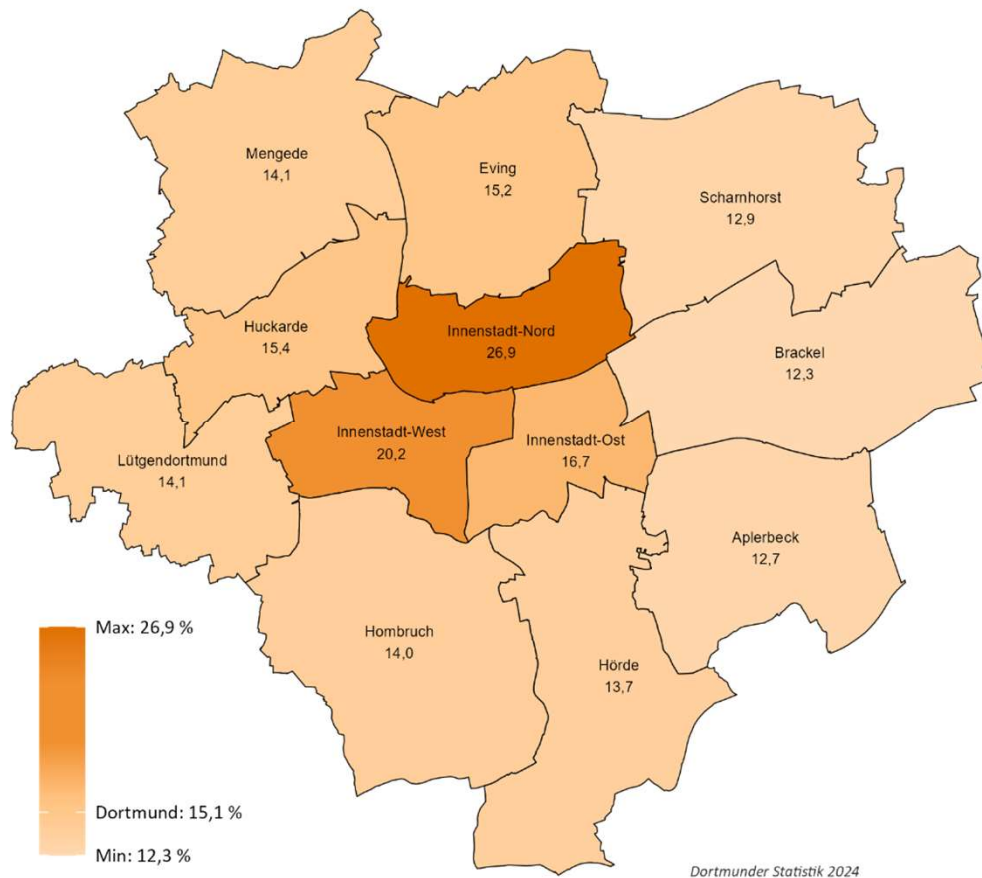 Mengede
14,1
Eving
15,2
Scharnhorst
12,9
Huckarde
15,4
Innenstadt-Nord
26,9
Brackel
12,3
Innenstadt-West
20,2
Innenstadt-Ost
16,7
Lütgendortmund
14,1
Aplerbeck
12,7
Hombruch
14,0
Hörde
13,7
Max: 26,9 %
Dortmund: 15,1 %
Min: 12,3 %
Dortmunder Statistik 2024